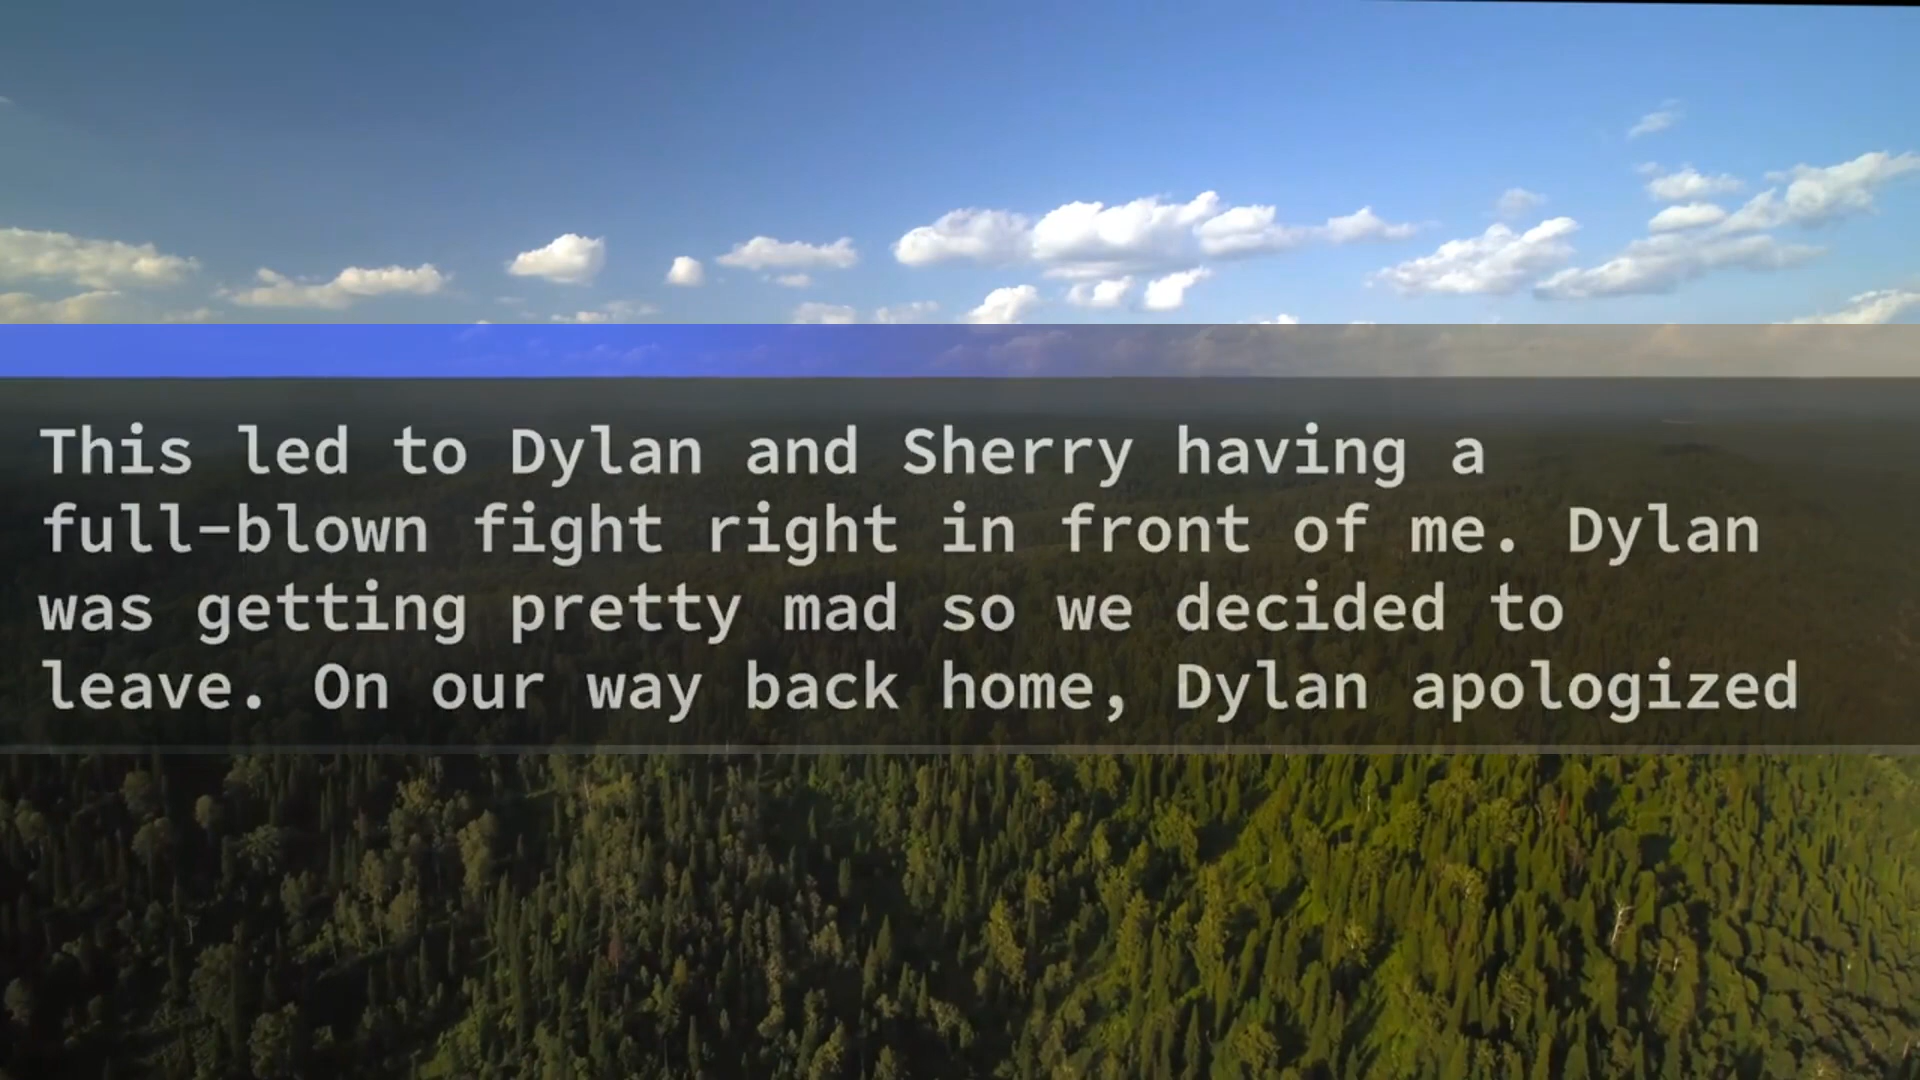 This led to Dylan and Sherry having a
full-blown fight right in front of me. Dylan
was getting pretty mad so we decided to
leave. On our way back home, Dylan apologized